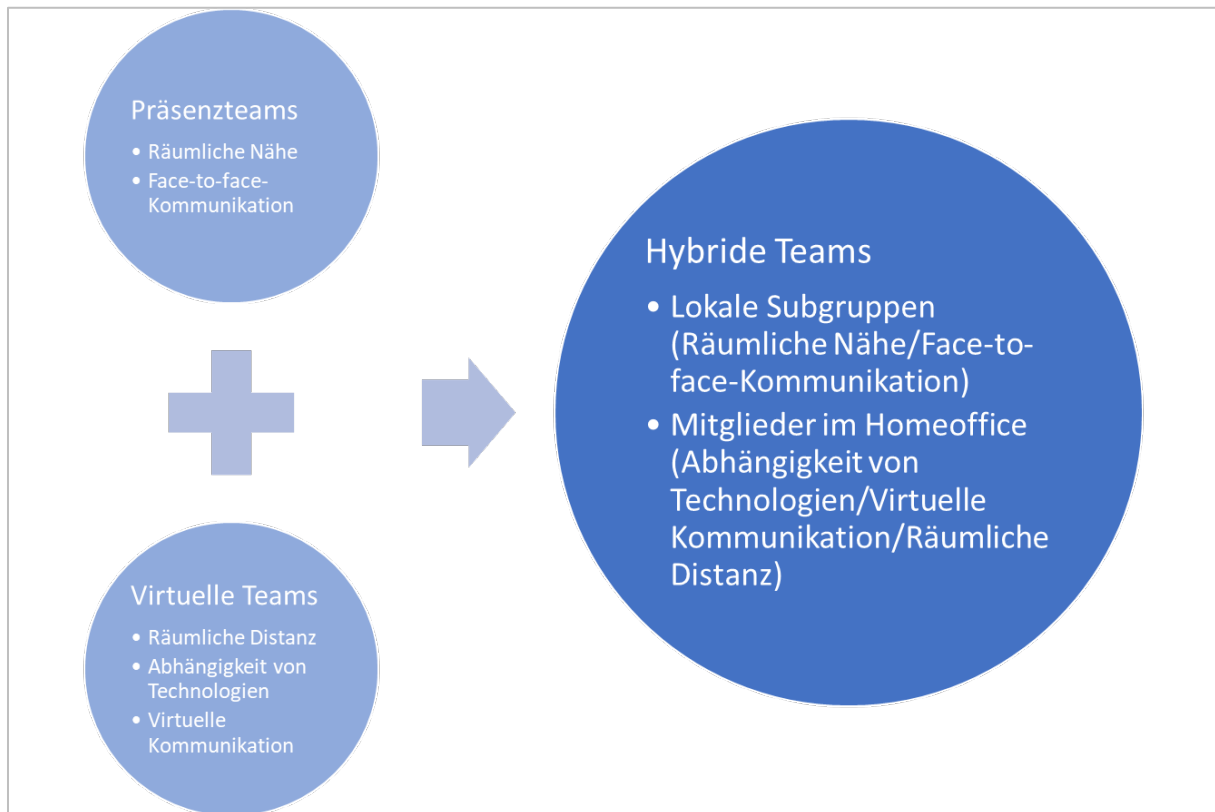 Präsenzteams
• Räumliche Nähe
• Face-to-face-
Kommunikation
Virtuelle Teams
• Räumliche Distanz
• Abhängigkeit von
Technologien
• Virtuelle
Kommunikation
Hybride Teams
• Lokale Subgruppen
(Räumliche Nähe/Face-to-
face-Kommunikation)
• Mitglieder im Homeoffice
(Abhängigkeit von
Technologien/Virtuelle
Kommunikation/Räumliche
Distanz)